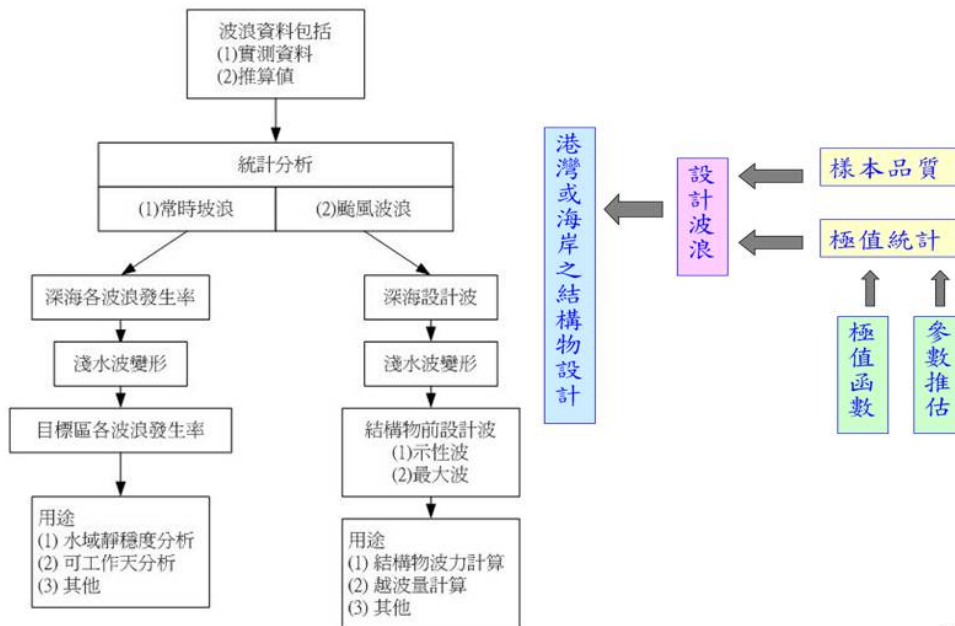 波浪資料包括
(1)實測資料
(2)推算值
統計分析
(1)常時坡浪
(2)颱風波浪
深海各波浪發生率
淺水波變形
目標區各波浪發生率
用途
(1) 水域靜穩度分析
(2) 可工作天分析
(3) 其他
深海設計波
淺水波變形
結構物前設計波
(1)示性波
(2)最大波
用途
(1) 結構物波力計算
(2) 越波量計算
(3) 其他
港灣或海岸之結構物設計
設計波浪
樣本品質
極值統計
極值函數
參數推估